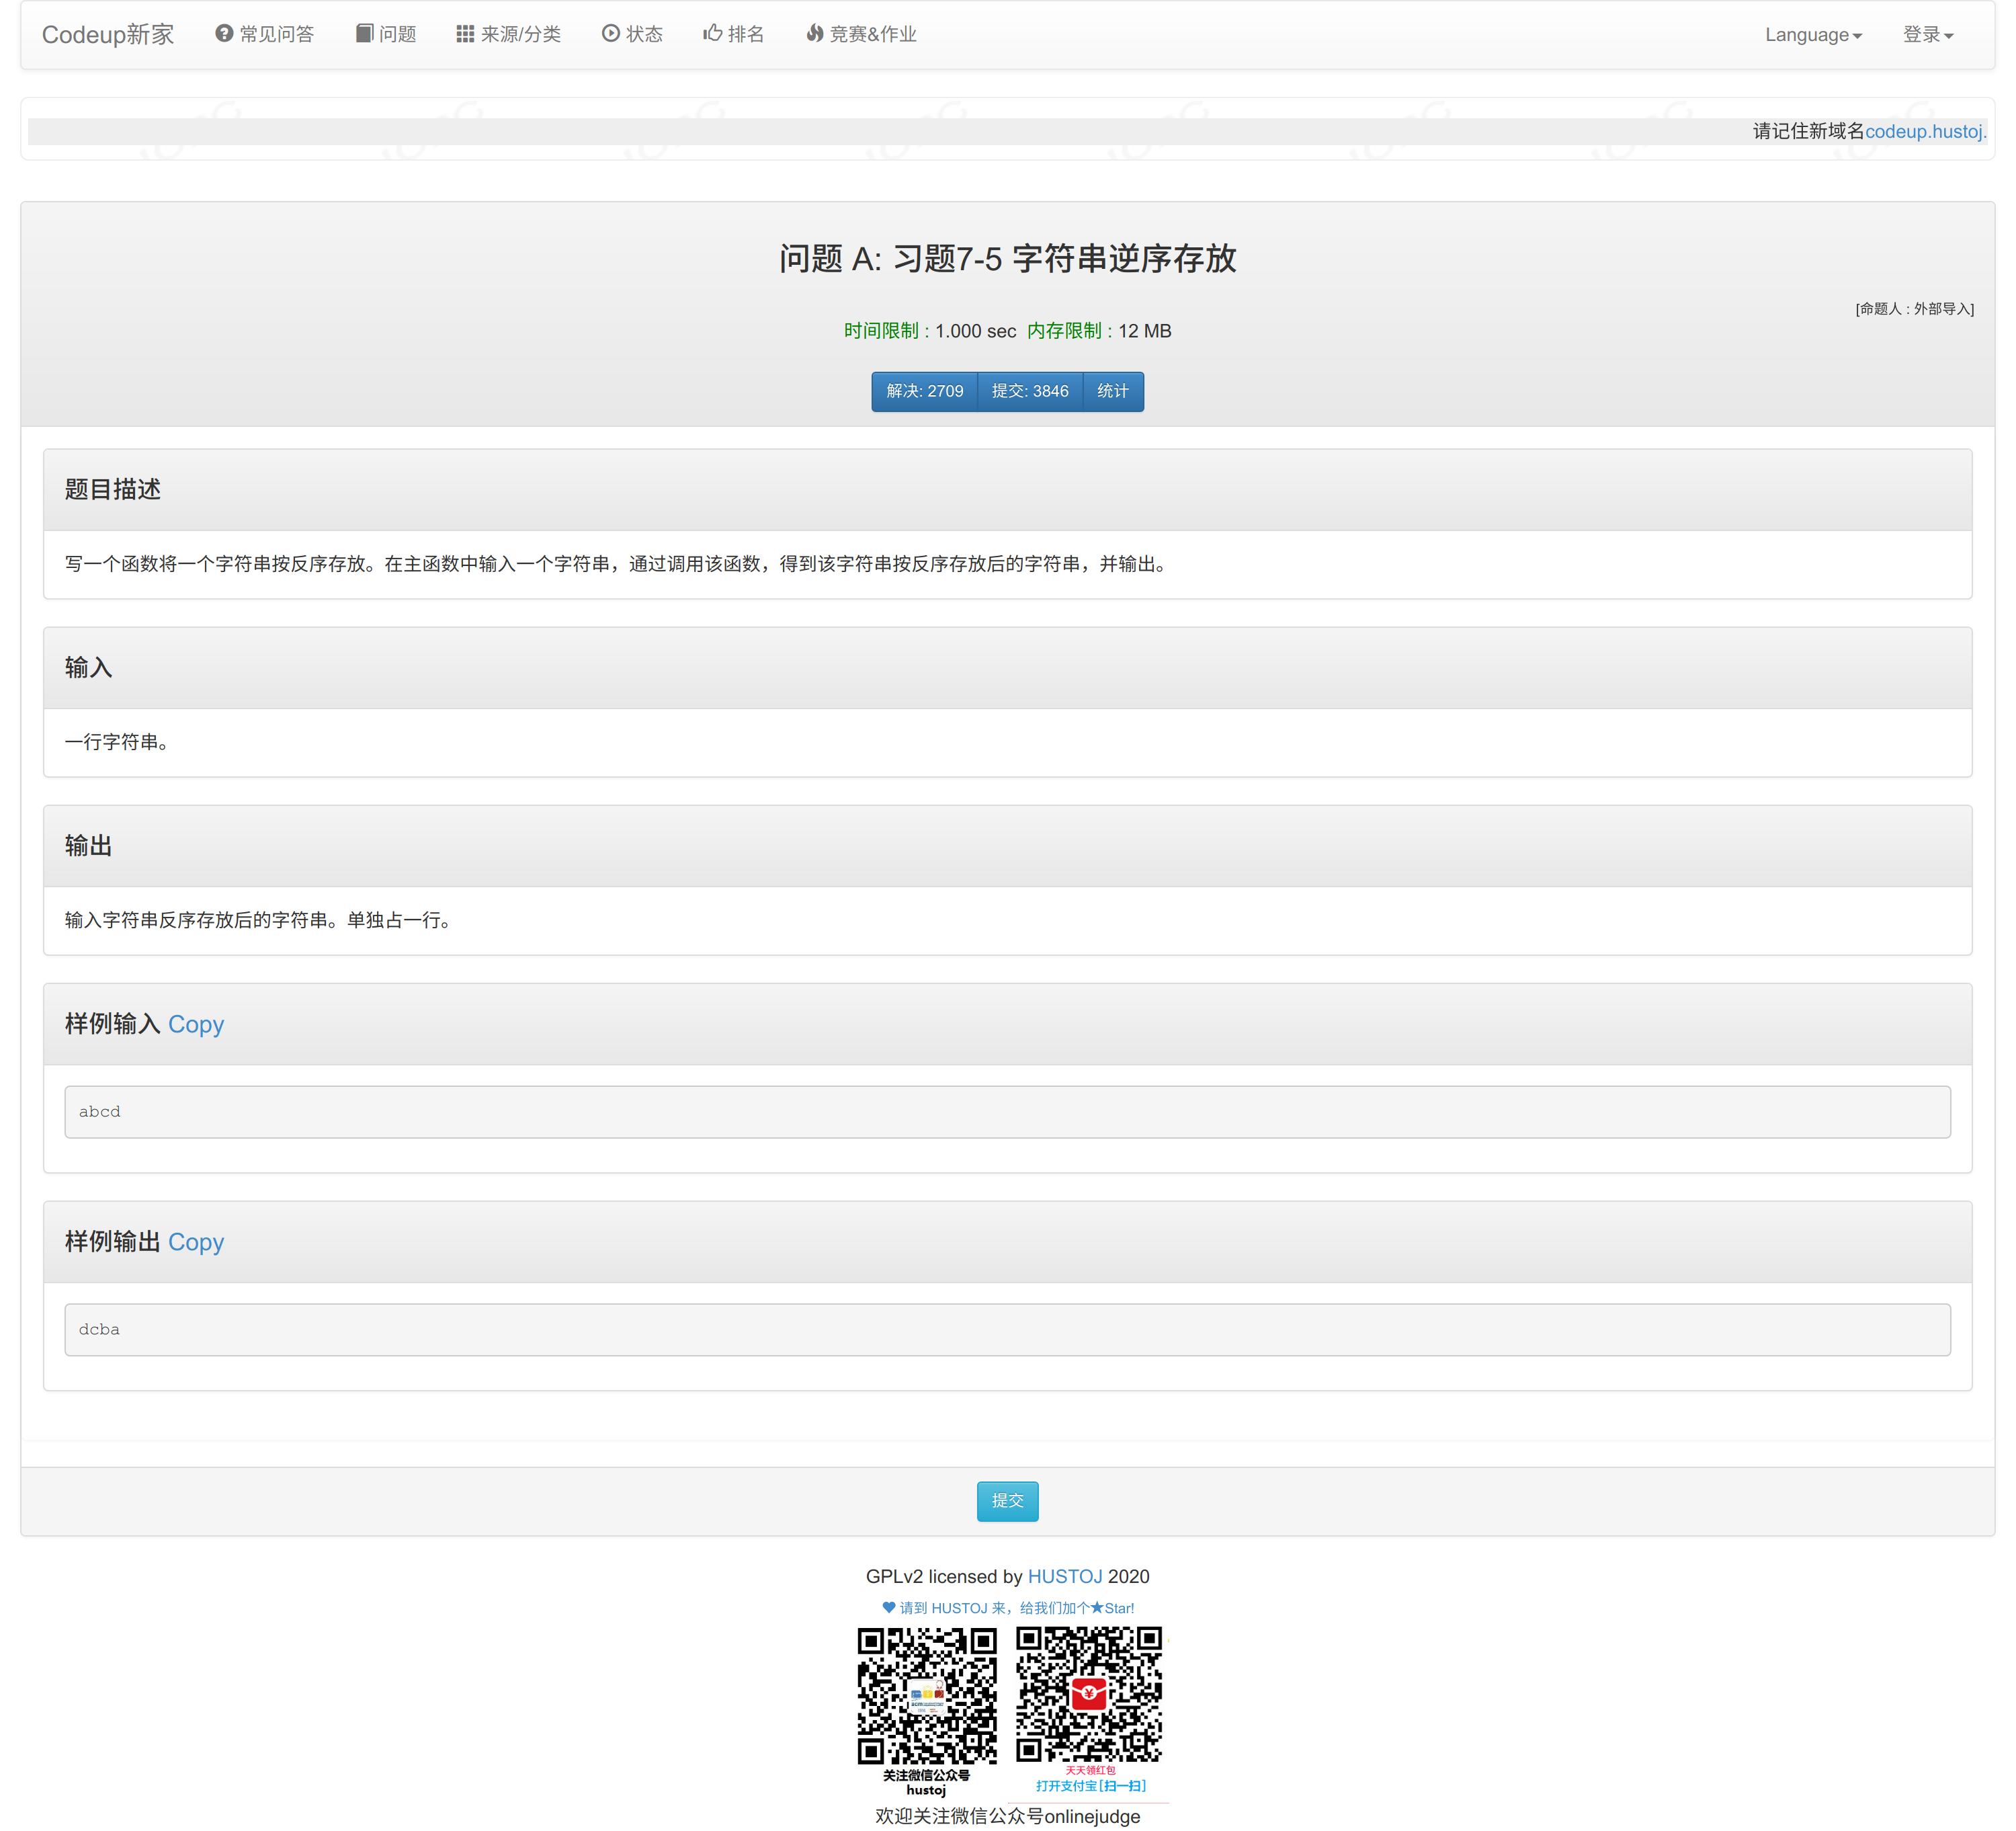 Codeup新家 常见问答 问题 来源/分类 状态 排名 竞赛&作业 Language 登录
请记住新域名codeup.hustoj.
问题 A: 习题7-5 字符串逆序存放
[命题人 : 外部导入]
时间限制 : 1.000 sec 内存限制 : 12 MB
解决: 2709 提交: 3846 统计
题目描述
写一个函数将一个字符串按反序存放。在主函数中输入一个字符串，通过调用该函数，得到该字符串按反序存放后的字符串，并输出。
输入
一行字符串。
输出
输入字符串反序存放后的字符串。单独占一行。
样例输入 Copy
abcd
样例输出 Copy
dcba
提交
GPLv2 licensed by HUSTOJ 2020
请到 HUSTOJ 来，给我们加个★Star!
关注微信公众号
hustoj
天天领红包
打开支付宝[扫一扫]
欢迎关注微信公众号onlinejudge